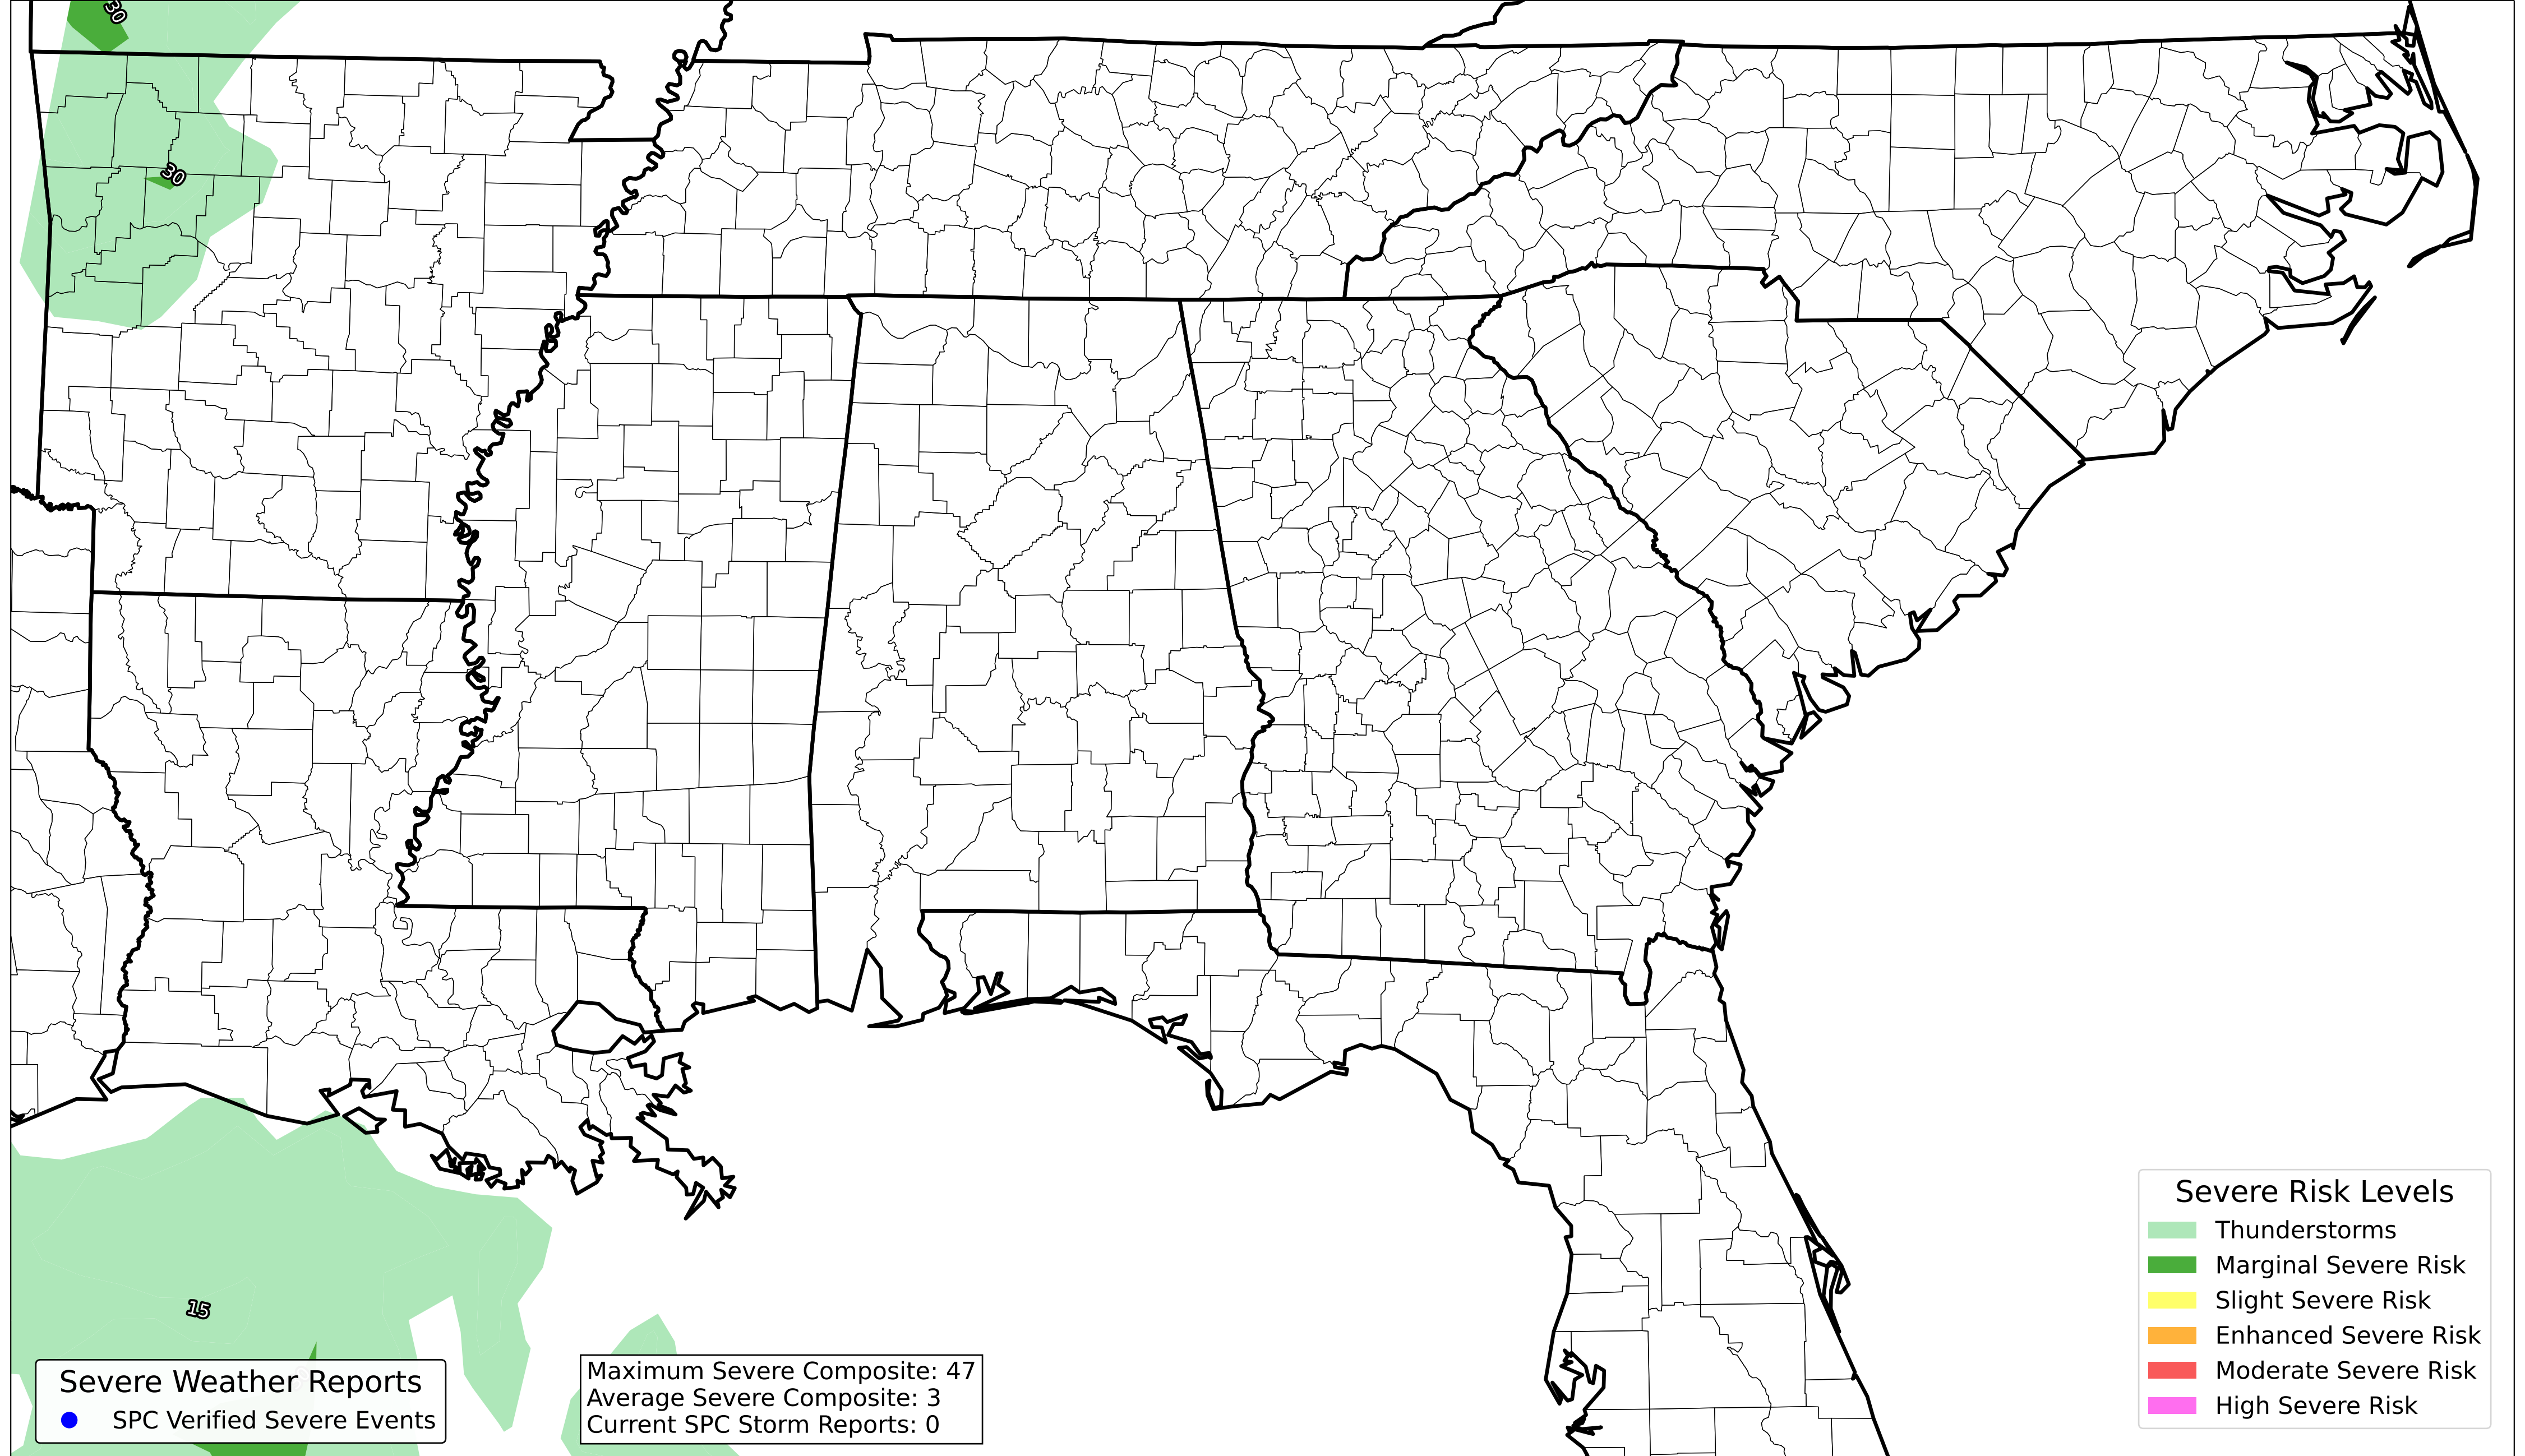 30
30
15
Severe Weather Reports
SPC Verified Severe Events
Maximum Severe Composite: 47
Average Severe Composite: 3
Current SPC Storm Reports: 0
Severe Risk Levels
Thunderstorms
Marginal Severe Risk
Slight Severe Risk
Enhanced Severe Risk
Moderate Severe Risk
High Severe Risk